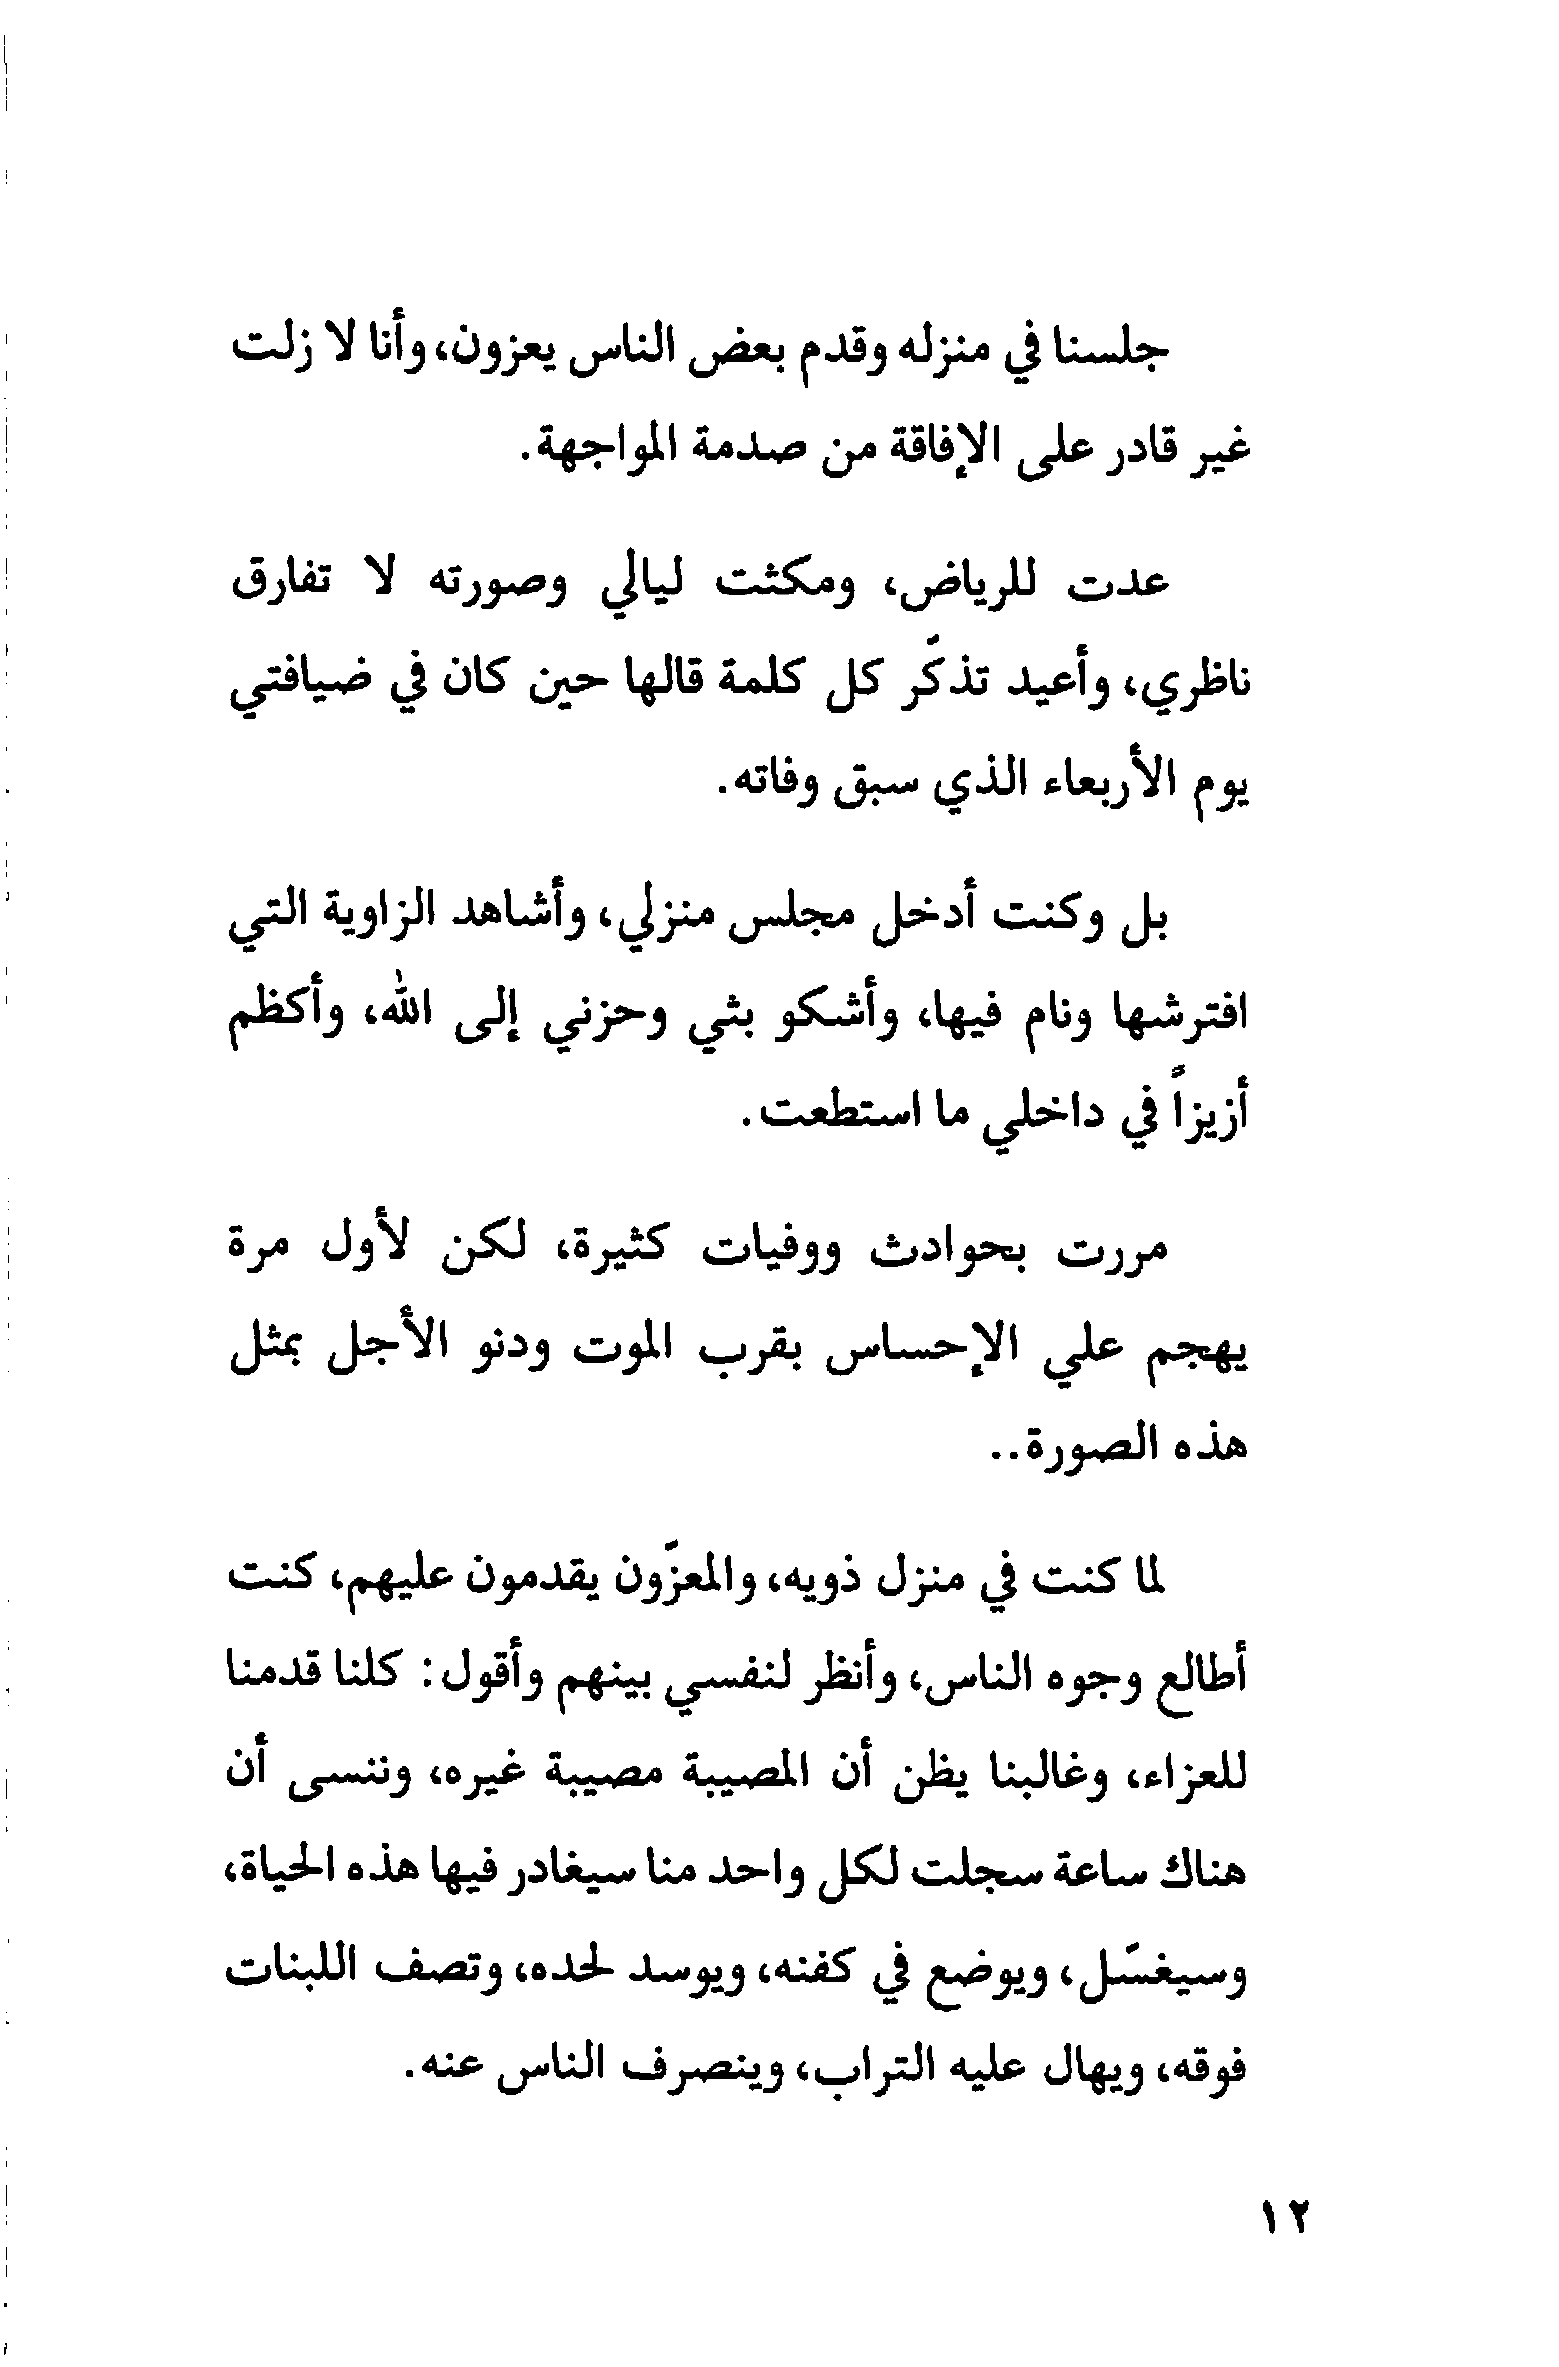 جلسنا في منزله وقدم بعض الناس يعزون، وأنا لا زلت
غير قادر على الإفاقة من صدمة المواجهة.
عدت للرياض، ومكثت ليالي وصورته لا تفارق
ناظري، وأعيد تذكّر كل كلمة قالها حين كان في ضيافتي
يوم الأربعاء الذي سبق وفاته.
بل وكنت أدخل مجلس منزلي، وأشاهد الزاوية التي
افترشها ونام فيها، وأشكو بثي وحزني إلى الله، وأكظم
أزيزاً في داخلي ما استطعت.
مررت بحوادث ووفيات كثيرة، لكن لأول مرة
يهجم علي الإحساس بقرب الموت ودنو الأجل بمثل
هذه الصورة..
لما كنت في منزل ذويه، والمعزّون يقدمون عليهم، كنت
أطالع وجوه الناس، وأنظر لنفسي بينهم وأقول: كلنا قدمنا
للعزاء، وغالبنا يظن أن المصيبة مصيبة غيره، وننسى أن
هناك ساعة سجلت لكل واحد منا سيغادر فيها هذه الحياة،
وسيغسّل، ويوضع في كفنه، ويوسد لحده، وتصف اللبنات
فوقه، ويهال عليه التراب، وينصرف الناس عنه.
١٢